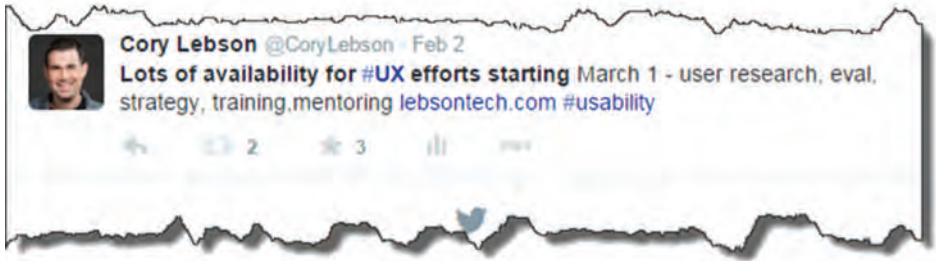 Cory Lebson @CoryLebson · Feb 2
Lots of availability for #UX efforts starting March 1 - user research, eval,
strategy, training,mentoring lebsontech.com #usability
2 3